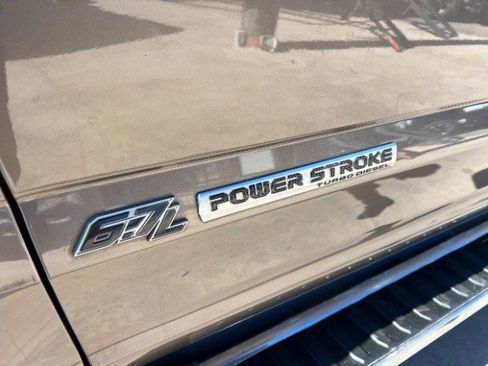 6.7L POWER STROKE
TURBO DIESEL